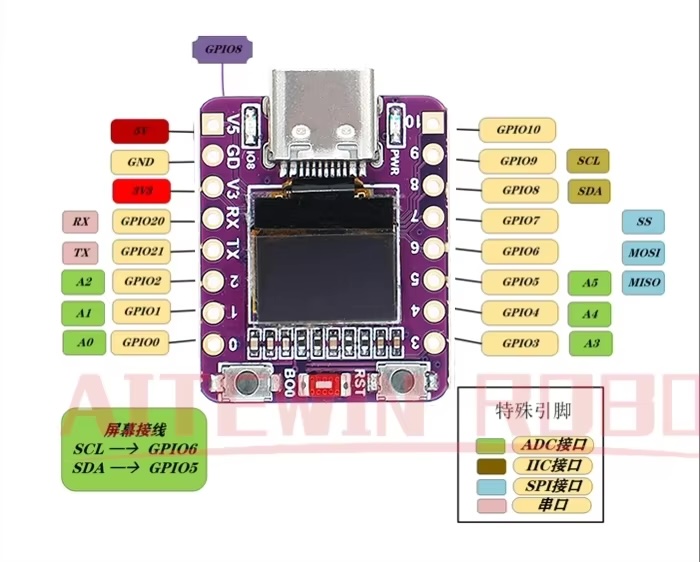 GPIO8
5V
GND
3V3
RX GPIO20
TX GPIO21
A2 GPIO2
A1 GPIO1
A0 GPIO0
V5
GD
V3
RX
TX
2
1
0
IO8
PWR
10
9
8
7
6
5
4
3
BO0
RST
GPIO10
GPIO9 SCL
GPIO8 SDA
GPIO7 SS
GPIO6 MOSI
GPIO5 A5 MISO
GPIO4 A4
GPIO3 A3
AITEWIN ROBO
屏幕接线
SCL → GPIO6
SDA → GPIO5
特殊引脚
ADC接口
IIC接口
SPI接口
串口